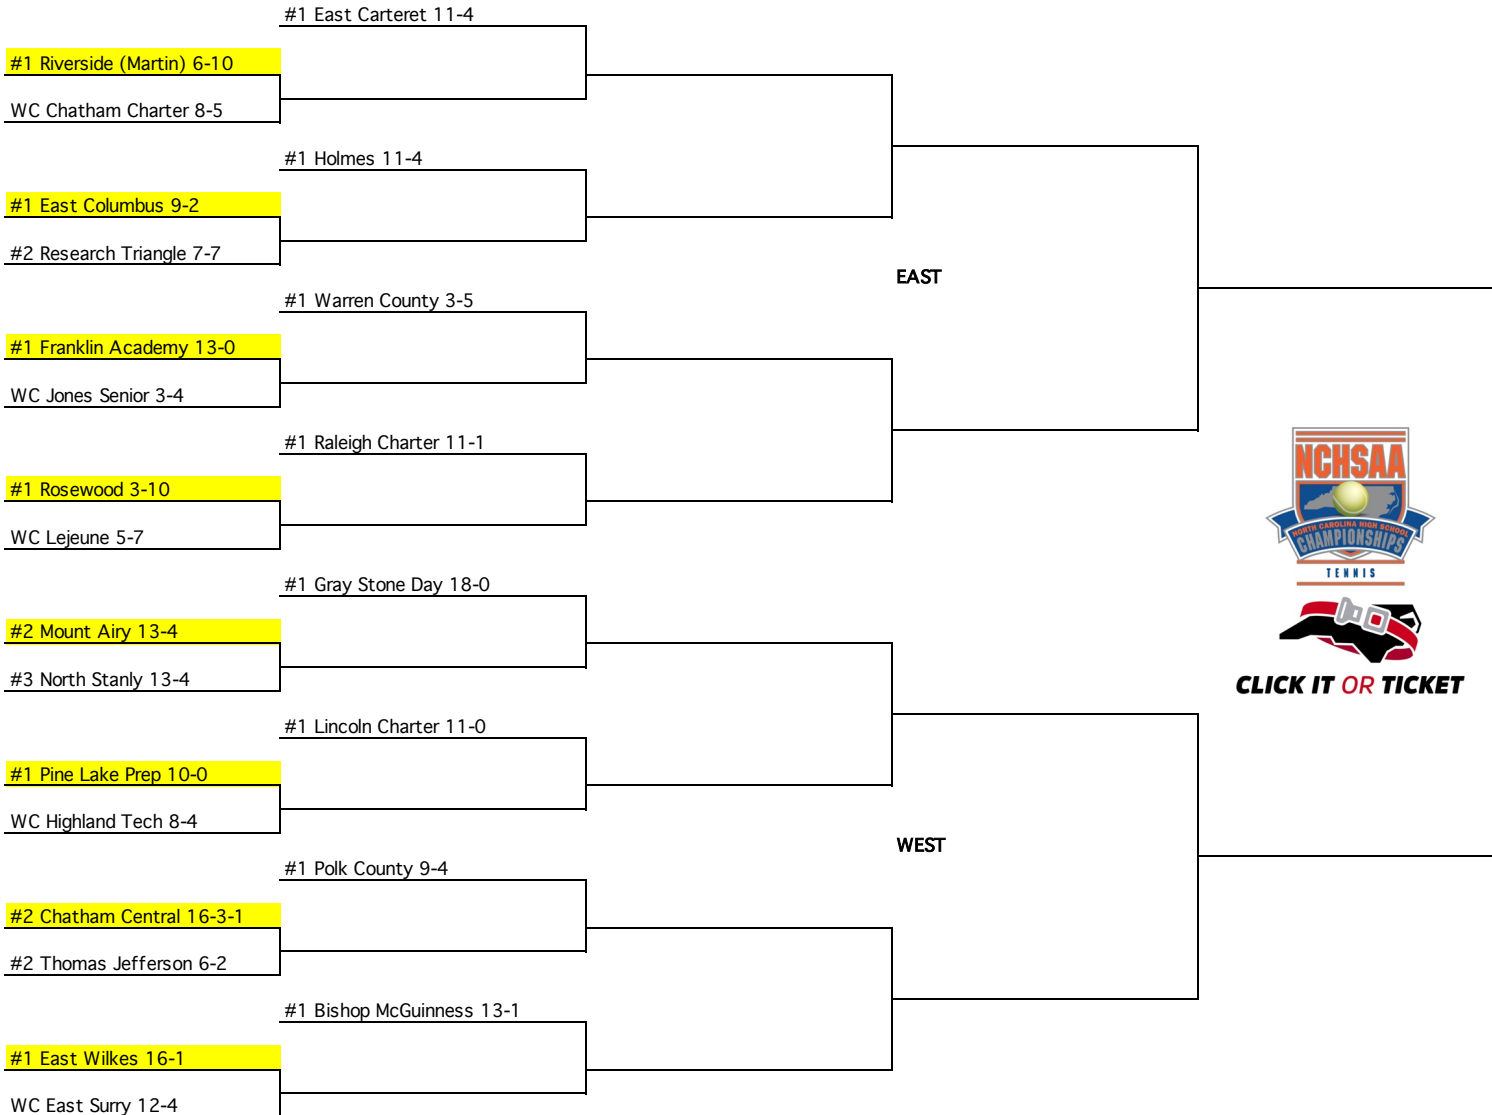 #1 East Carteret 11-4
#1 Riverside (Martin) 6-10
WC Chatham Charter 8-5
#1 Holmes 11-4
#1 East Columbus 9-2
#2 Research Triangle 7-7
EAST
#1 Warren County 3-5
#1 Franklin Academy 13-0
WC Jones Senior 3-4
#1 Raleigh Charter 11-1
#1 Rosewood 3-10
WC Lejeune 5-7
NCHSAA
NORTH CAROLINA HIGH SCHOOL
CHAMPIONSHIPS
TENNIS
#1 Gray Stone Day 18-0
#2 Mount Airy 13-4
#3 North Stanly 13-4
CLICK IT OR TICKET
#1 Lincoln Charter 11-0
#1 Pine Lake Prep 10-0
WC Highland Tech 8-4
WEST
#1 Polk County 9-4
#2 Chatham Central 16-3-1
#2 Thomas Jefferson 6-2
#1 Bishop McGuinness 13-1
#1 East Wilkes 16-1
WC East Surry 12-4